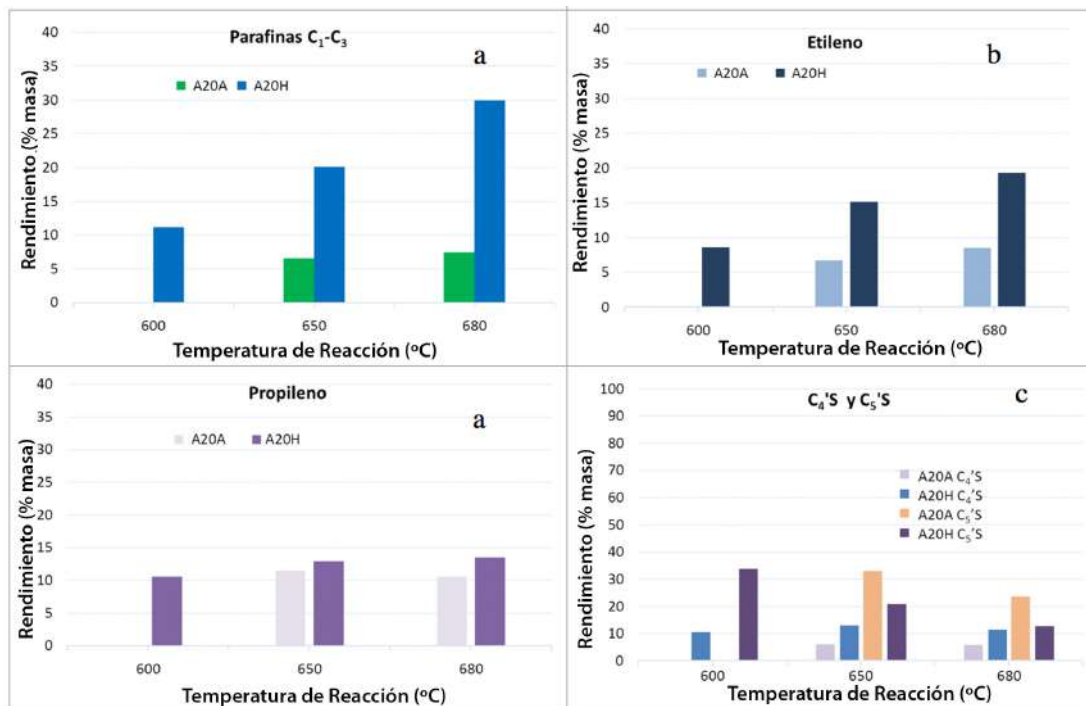 Parafinas C₁-C₃
a
A20A A20H
Rendimiento (% masa)
40
35
30
25
20
15
10
5
0
600 650 680
Temperatura de Reacción (ºC)
Etileno
b
A20A A20H
Rendimiento (% masa)
40
35
30
25
20
15
10
5
0
600 650 680
Temperatura de Reacción (ºC)
Propileno
a
A20A A20H
Rendimiento (% masa)
40
35
30
25
20
15
10
5
0
600 650 680
Temperatura de Reacción (ºC)
C₄'S y C₅'S
c
A20A C₄'S
A20H C₄'S
A20A C₅'S
A20H C₅'S
Rendimiento (% masa)
100
90
80
70
60
50
40
30
20
10
0
600 650 680
Temperatura de Reacción (ºC)